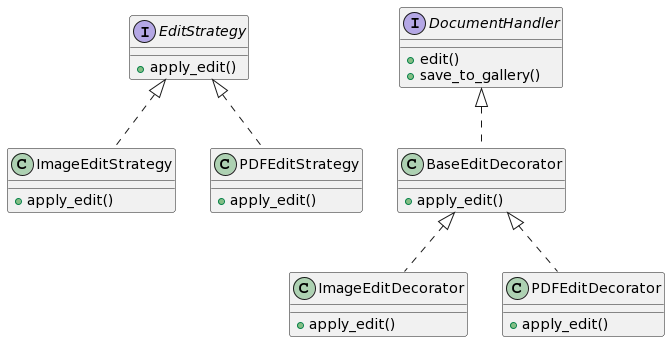 I EditStrategy
apply_edit()
I DocumentHandler
edit()
save_to_gallery()
C ImageEditStrategy
apply_edit()
C PDFEditStrategy
apply_edit()
C BaseEditDecorator
apply_edit()
C ImageEditDecorator
apply_edit()
C PDFEditDecorator
apply_edit()